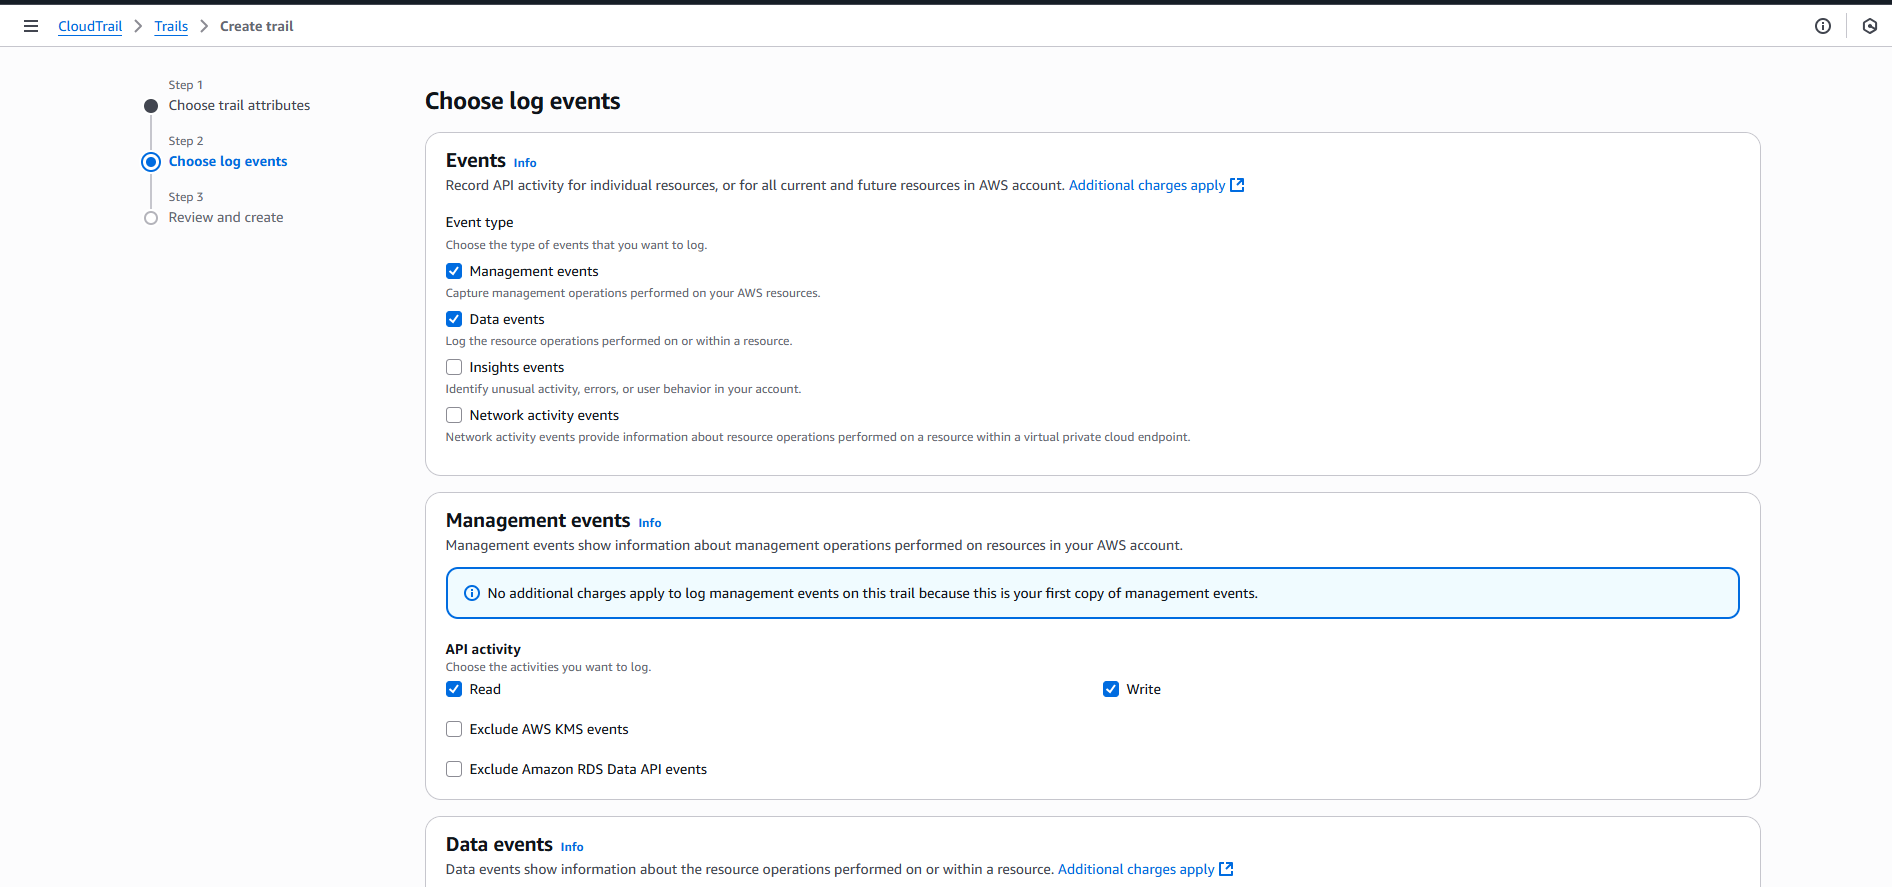 CloudTrail > Trails > Create trail
Step 1
Choose trail attributes
Step 2
Choose log events
Step 3
Review and create
Choose log events
Events Info
Record API activity for individual resources, or for all current and future resources in AWS account. Additional charges apply
Event type
Choose the type of events that you want to log.
Management events
Capture management operations performed on your AWS resources.
Data events
Log the resource operations performed on or within a resource.
Insights events
Identify unusual activity, errors, or user behavior in your account.
Network activity events
Network activity events provide information about resource operations performed on a resource within a virtual private cloud endpoint.
Management events Info
Management events show information about management operations performed on resources in your AWS account.
No additional charges apply to log management events on this trail because this is your first copy of management events.
API activity
Choose the activities you want to log.
Read Write
Exclude AWS KMS events
Exclude Amazon RDS Data API events
Data events Info
Data events show information about the resource operations performed on or within a resource. Additional charges apply